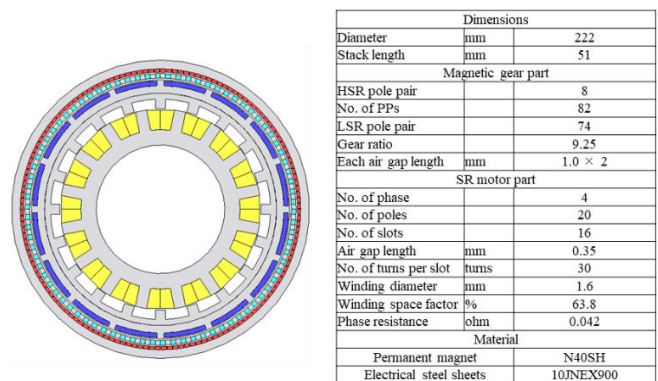 Dimensions
Diameter mm 222
Stack length mm 51
Magnetic gear part
HSR pole pair 8
No. of PPs 82
LSR pole pair 74
Gear ratio 9.25
Each air gap length mm 1.0 × 2
SR motor part
No. of phase 4
No. of poles 20
No. of slots 16
Air gap length mm 0.35
No. of turns per slot turns 30
Winding diameter mm 1.6
Winding space factor % 63.8
Phase resistance ohm 0.042
Material
Permanent magnet N40SH
Electrical steel sheets 10JNEX900